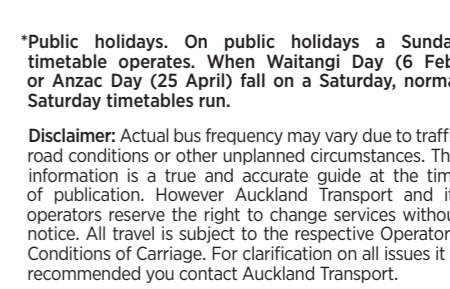 *Public holidays. On public holidays a Sunda
timetable operates. When Waitangi Day (6 Feb
or Anzac Day (25 April) fall on a Saturday, norma
Saturday timetables run.
Disclaimer: Actual bus frequency may vary due to traffi
road conditions or other unplanned circumstances. Th
information is a true and accurate guide at the tim
of publication. However Auckland Transport and it
operators reserve the right to change services withou
notice. All travel is subject to the respective Operator
Conditions of Carriage. For clarification on all issues it
recommended you contact Auckland Transport.